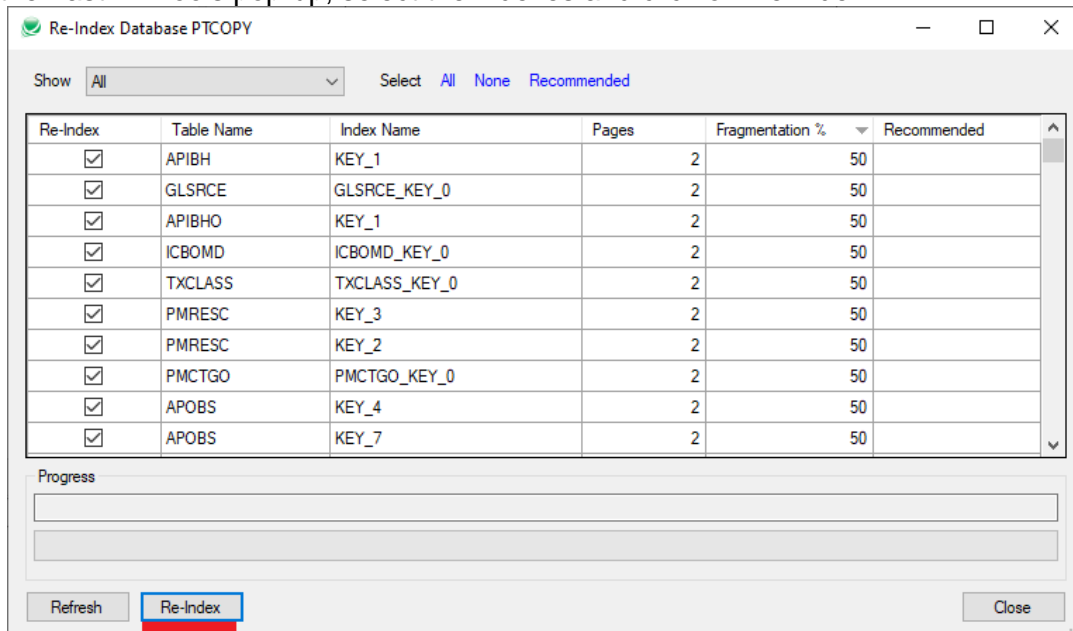 Re-Index Database PTCOPY
Show All Select All None Recommended
Re-Index Table Name Index Name Pages Fragmentation % Recommended
APIBH KEY_1 2 50
GLSRCE GLSRCE_KEY_0 2 50
APIBHO KEY_1 2 50
ICBOMD ICBOMD_KEY_0 2 50
TXCLASS TXCLASS_KEY_0 2 50
PMRESC KEY_3 2 50
PMRESC KEY_2 2 50
PMCTGO PMCTGO_KEY_0 2 50
APOBS KEY_4 2 50
APOBS KEY_7 2 50
Progress
Refresh Re-Index Close